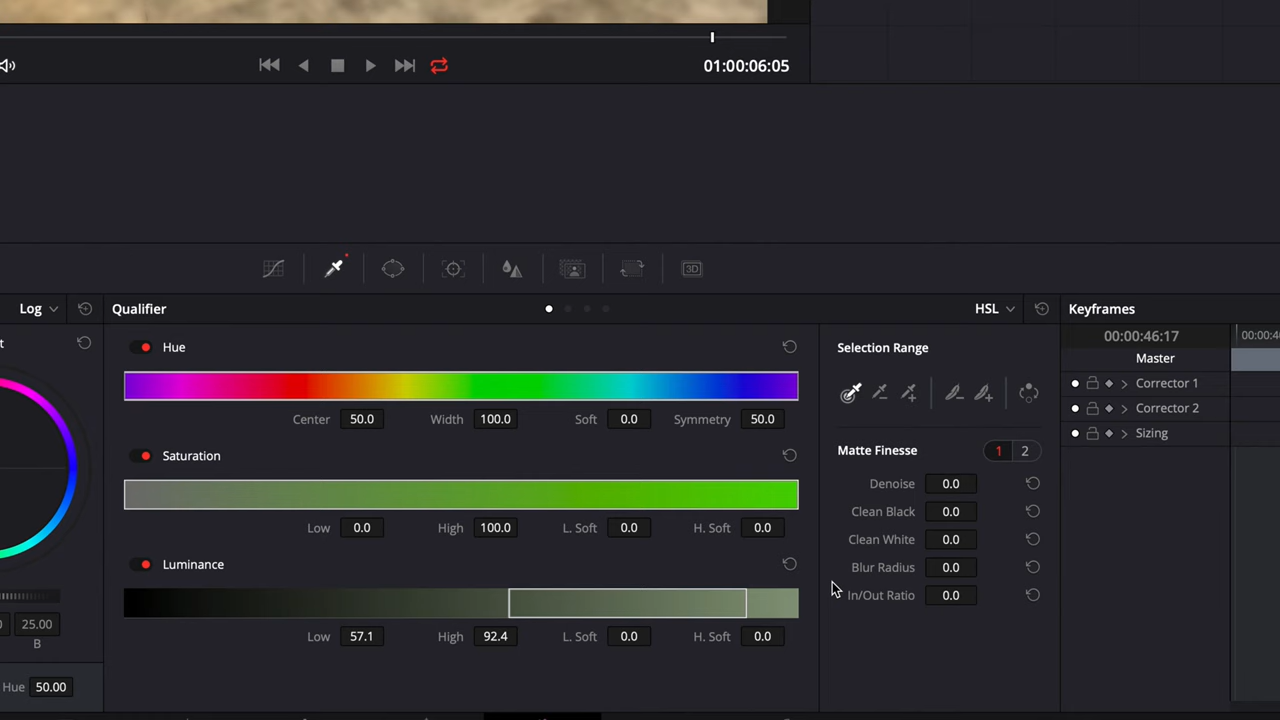 01:00:06:05
3D
Log
Qualifier
HSL
Keyframes
t
Hue
Center 50.0 Width 100.0 Soft 0.0 Symmetry 50.0
Saturation
Low 0.0 High 100.0 L. Soft 0.0 H. Soft 0.0
Luminance
Low 57.1 High 92.4 L. Soft 0.0 H. Soft 0.0
25.00
B
Hue 50.00
Selection Range
Matte Finesse 1 2
Denoise 0.0
Clean Black 0.0
Clean White 0.0
Blur Radius 0.0
In/Out Ratio 0.0
00:00:46:17
Master
Corrector 1
Corrector 2
Sizing